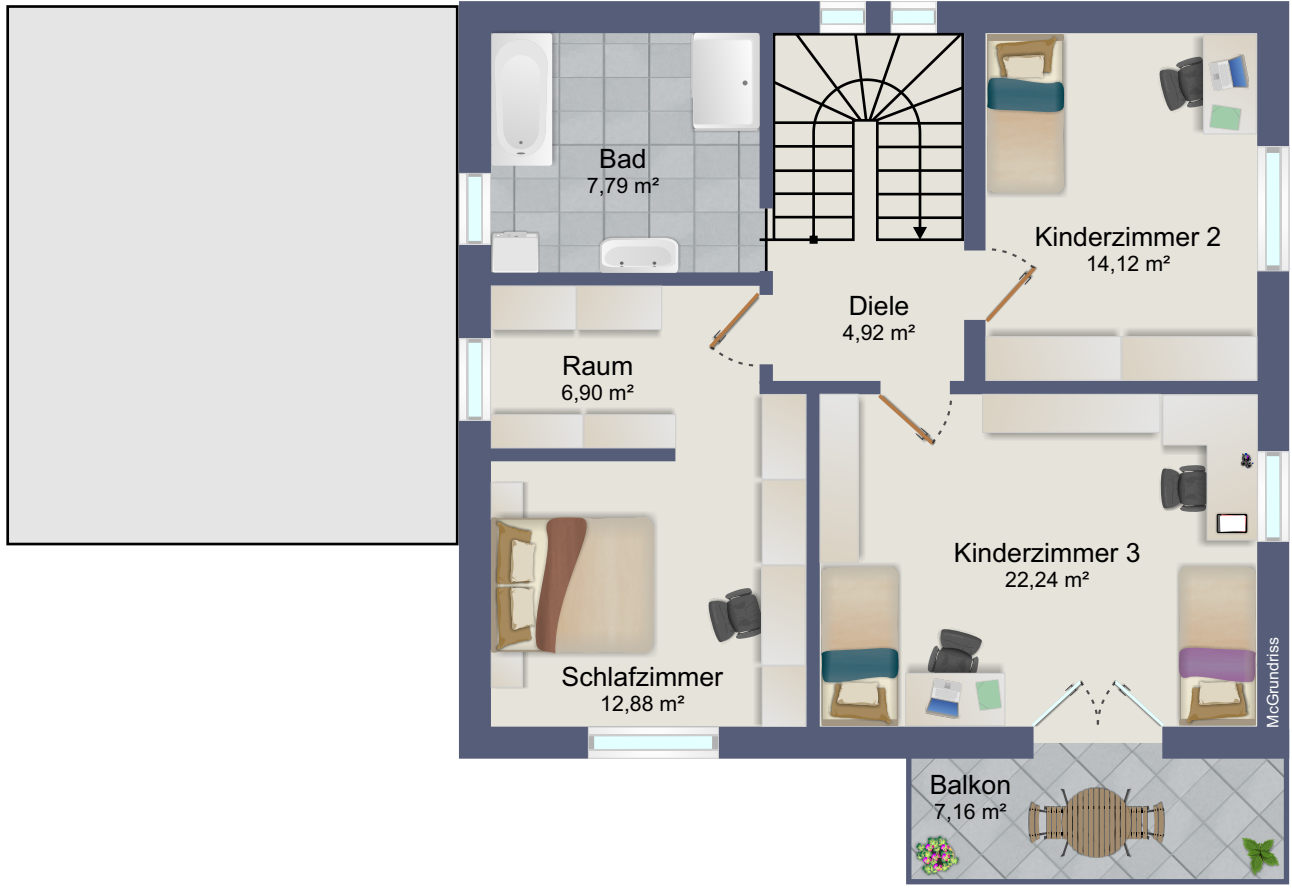 Bad
7,79 m²
Kinderzimmer 2
14,12 m²
Diele
4,92 m²
Raum
6,90 m²
Kinderzimmer 3
22,24 m²
Schlafzimmer
12,88 m²
McGrundriss
Balkon
7,16 m²